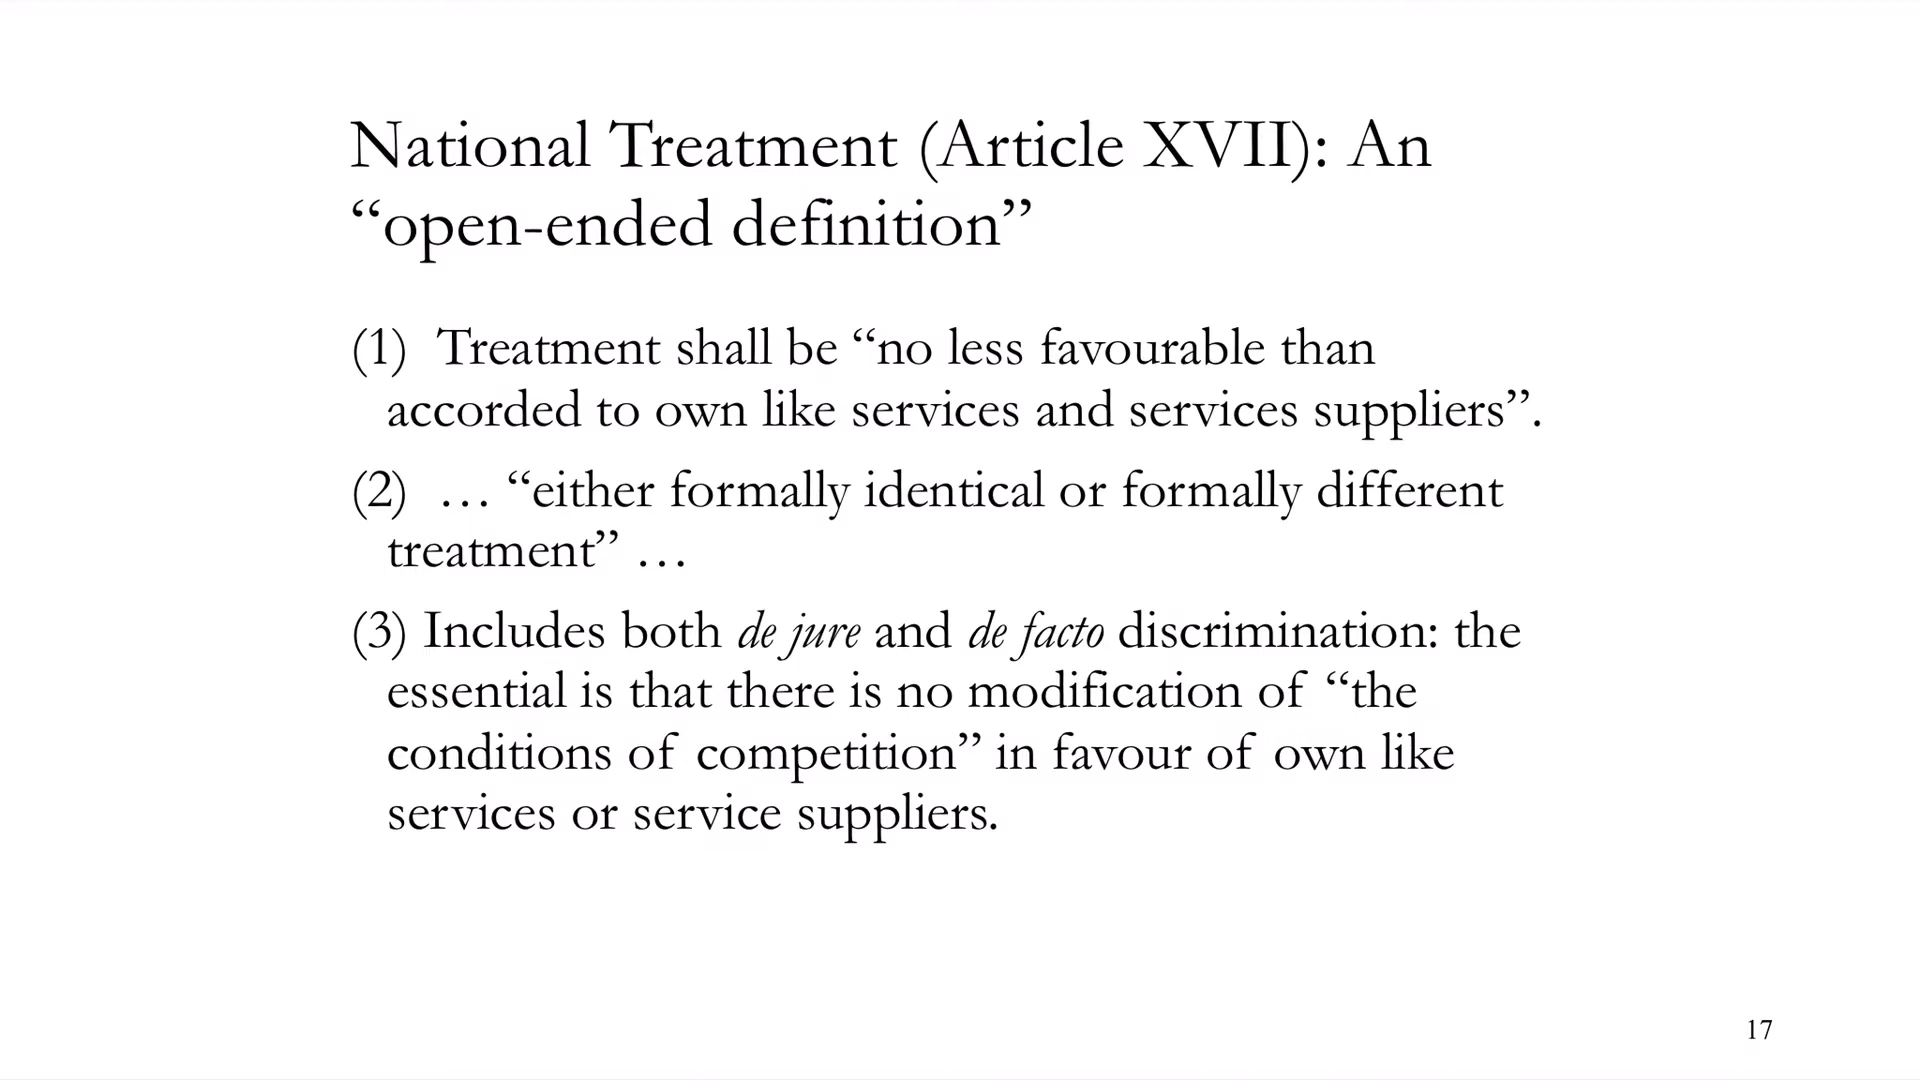 National Treatment (Article XVII): An
“open-ended definition”
(1) Treatment shall be “no less favourable than
accorded to own like services and services suppliers”.
(2) … “either formally identical or formally different
treatment” …
(3) Includes both de jure and de facto discrimination: the
essential is that there is no modification of “the
conditions of competition” in favour of own like
services or service suppliers.
17